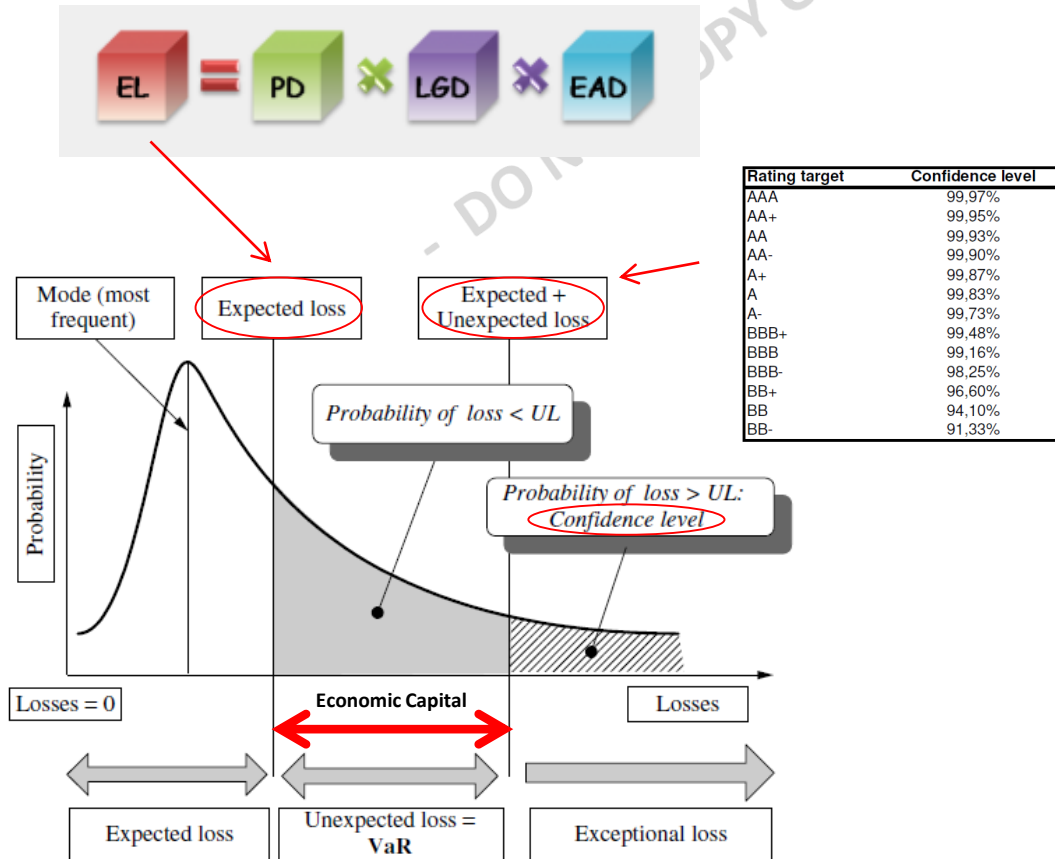 EL = PD × LGD × EAD
- DO N
OPY
Rating target Confidence level
AAA 99,97%
AA+ 99,95%
AA 99,93%
AA- 99,90%
A+ 99,87%
A 99,83%
A- 99,73%
BBB+ 99,48%
BBB 99,16%
BBB- 98,25%
BB+ 96,60%
BB 94,10%
BB- 91,33%
Mode (most
frequent)
Expected loss
Expected +
Unexpected loss
Probability of loss < UL
Probability of loss > UL:
Confidence level
Probability
Losses = 0
Economic Capital
Losses
Expected loss
Unexpected loss =
VaR
Exceptional loss